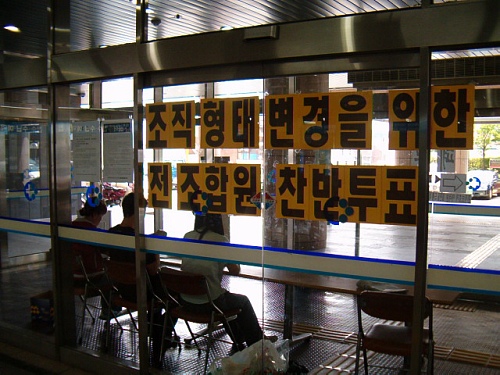 조직형태변경을 위한
전 조합원 찬반투표